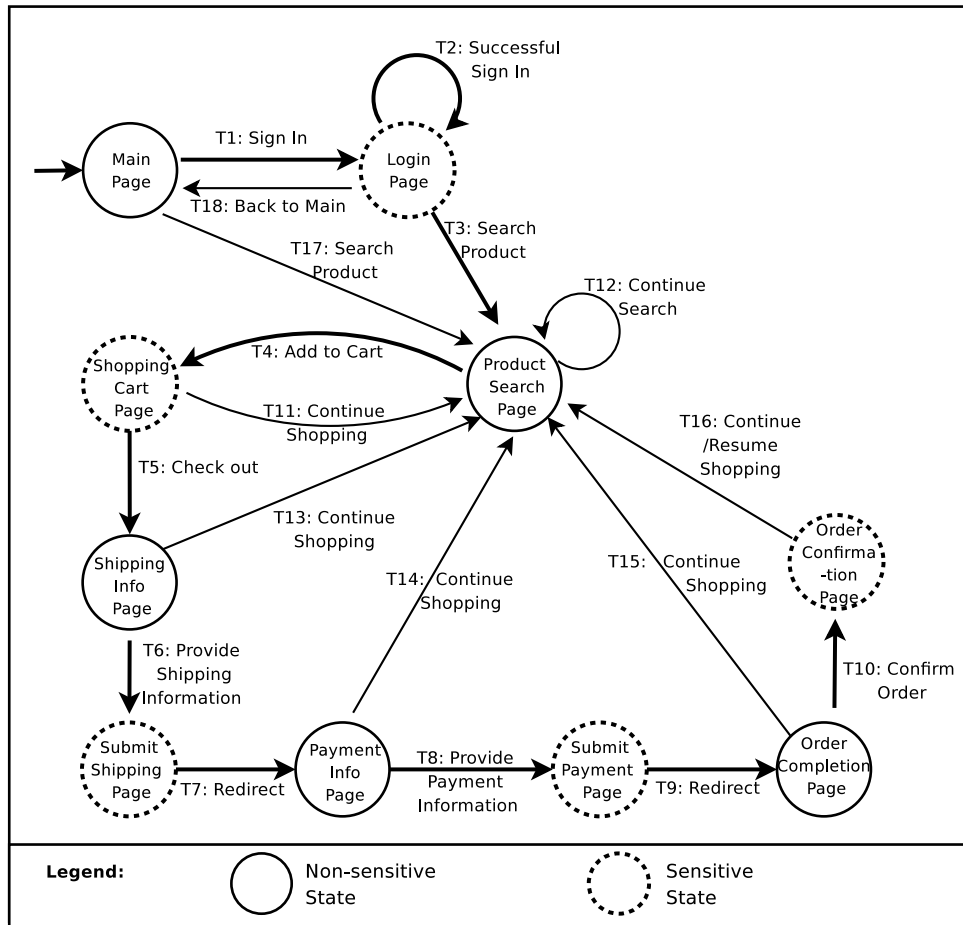 T2: Successful
Sign In
T1: Sign In
Main
Page
Login
Page
T18: Back to Main
T3: Search
Product
T17: Search
Product
T12: Continue
Search
T4: Add to Cart
Shopping
Cart
Page
Product
Search
Page
T11: Continue
Shopping
T16: Continue
/Resume
Shopping
T5: Check out
T13: Continue
Shopping
Order
Confirma
-tion
Page
Shipping
Info
Page
T14: Continue
Shopping
T15: Continue
Shopping
T6: Provide
Shipping
Information
T10: Confirm
Order
Submit
Shipping
Page
T7: Redirect
Payment
Info
Page
T8: Provide
Payment
Information
Submit
Payment
Page
T9: Redirect
Order
Completion
Page
Legend:
Non-sensitive
State
Sensitive
State